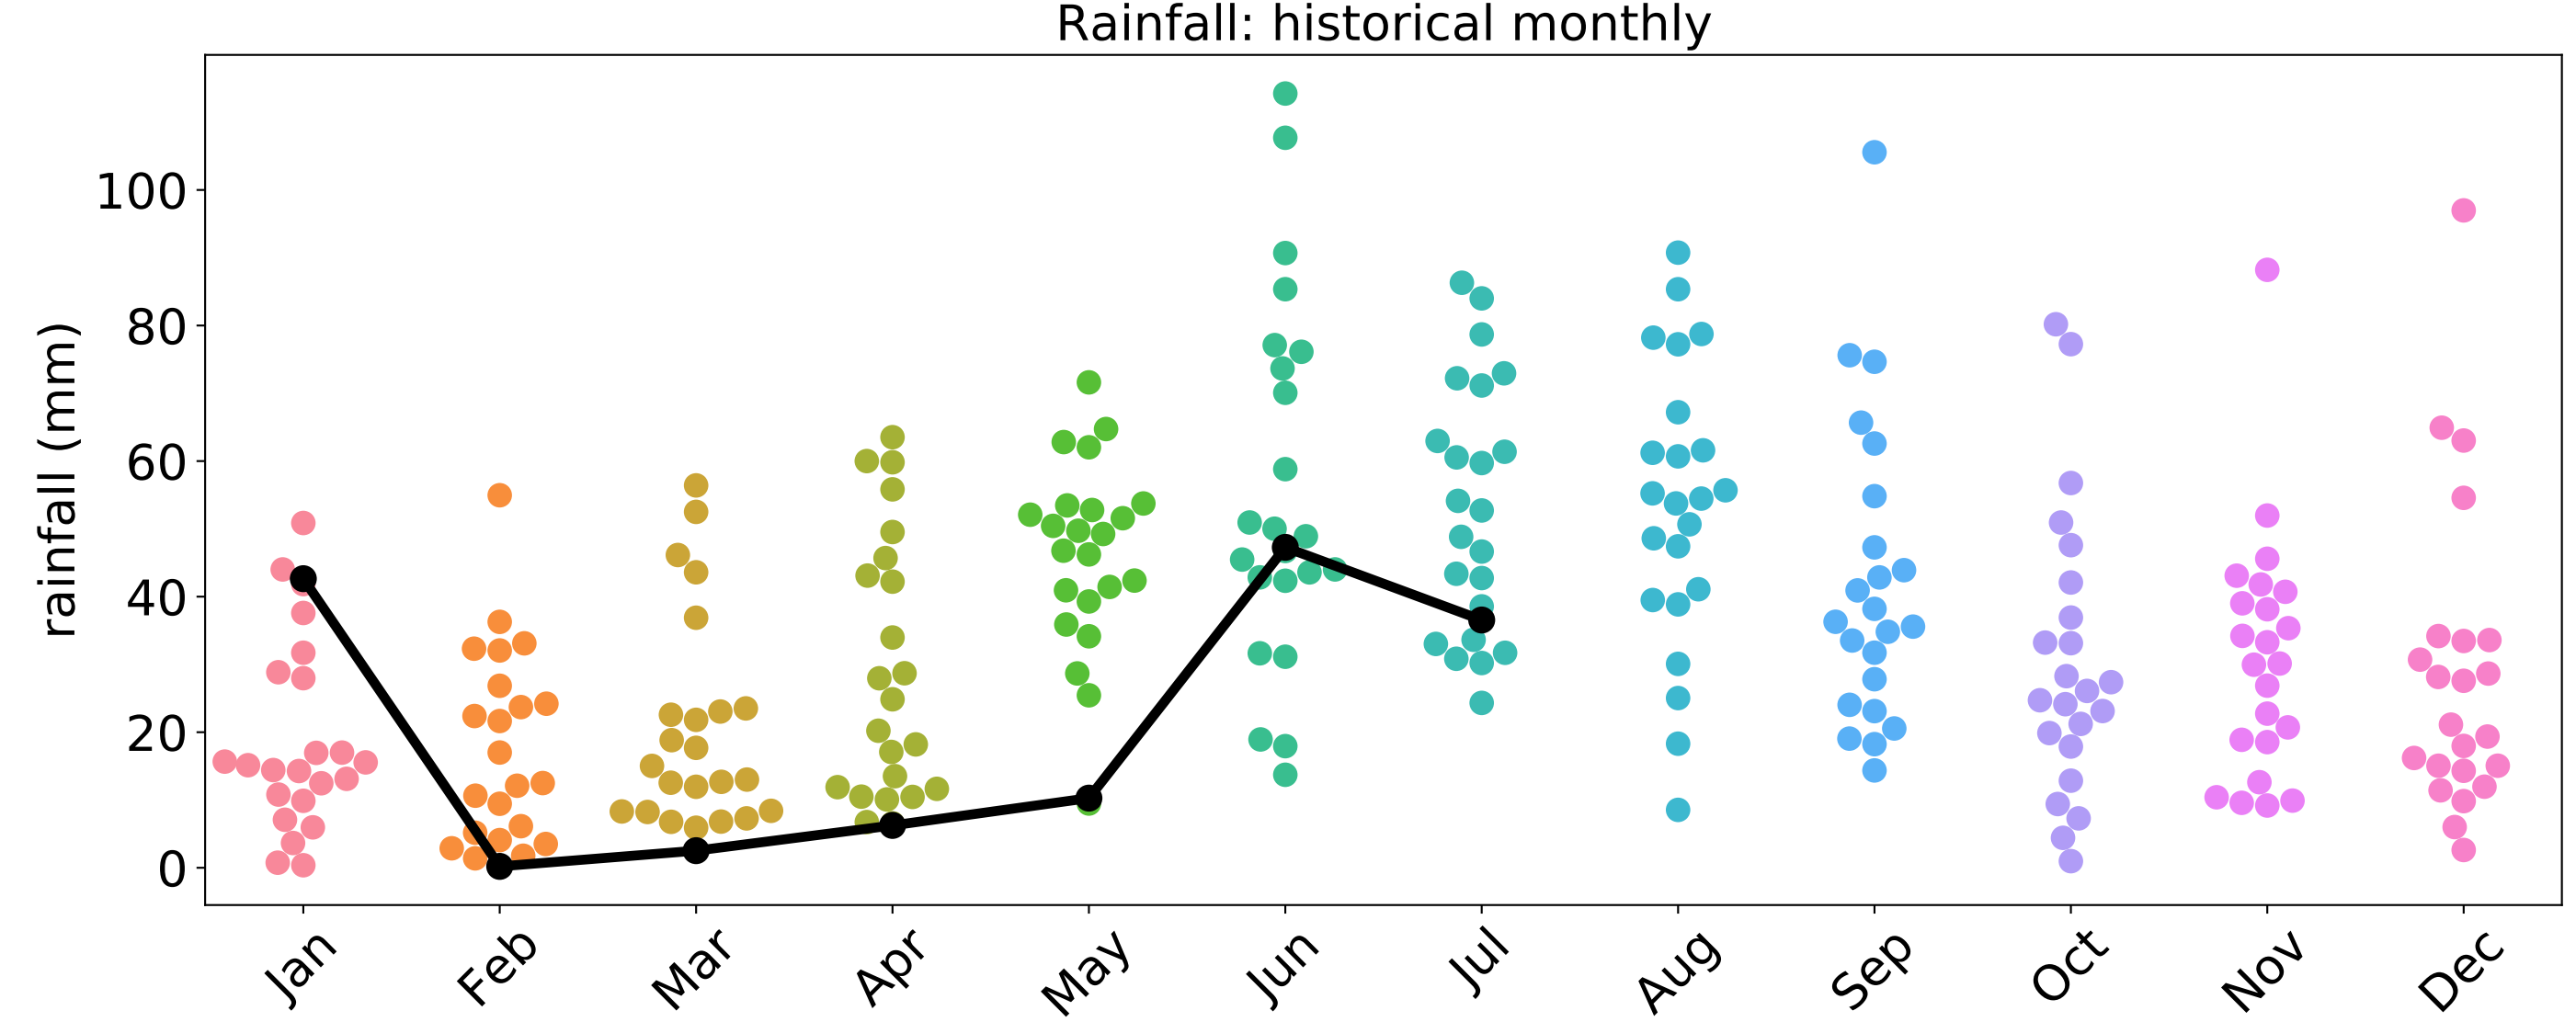 Rainfall: historical monthly
rainfall (mm)
100
80
60
40
20
0
Jan
Feb
Mar
Apr
May
Jun
Jul
Aug
Sep
Oct
Nov
Dec